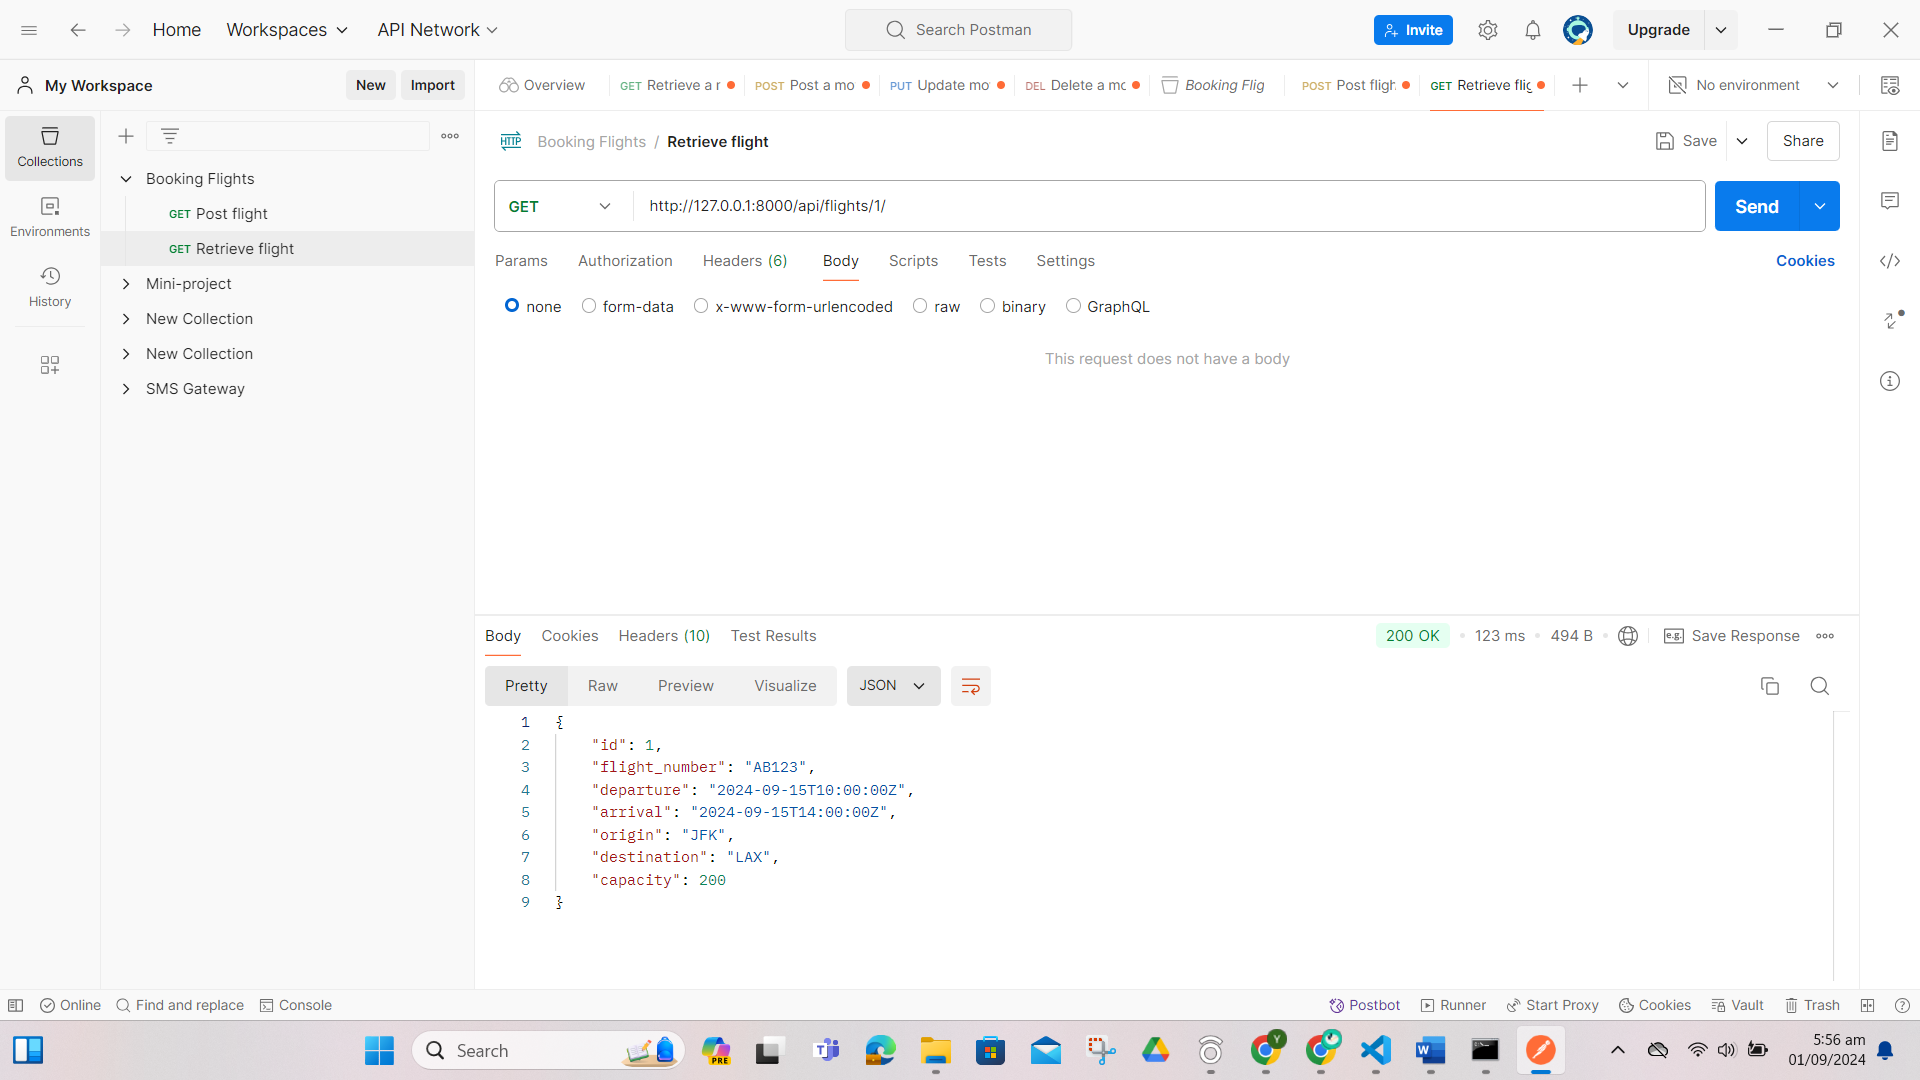 Home Workspaces API Network Search Postman Invite Upgrade
My Workspace New Import Overview GET Retrieve a r POST Post a mo PUT Update mo DEL Delete a mo Booking Flig POST Post fligh GET Retrieve flig No environment
Collections
Environments
History
Booking Flights
GET Post flight
GET Retrieve flight
Mini-project
New Collection
New Collection
SMS Gateway
HTTP Booking Flights / Retrieve flight Save Share
GET http://127.0.0.1:8000/api/flights/1/ Send
Params Authorization Headers (6) Body Scripts Tests Settings Cookies
none form-data x-www-form-urlencoded raw binary GraphQL
This request does not have a body
Body Cookies Headers (10) Test Results 200 OK 123 ms 494 B e.g. Save Response
Pretty Raw Preview Visualize JSON
1 {
2 "id": 1,
3 "flight_number": "AB123",
4 "departure": "2024-09-15T10:00:00Z",
5 "arrival": "2024-09-15T14:00:00Z",
6 "origin": "JFK",
7 "destination": "LAX",
8 "capacity": 200
9 }
Online Find and replace Console Postbot Runner Start Proxy Cookies Vault Trash
Search PRE Y 5:56 am
01/09/2024